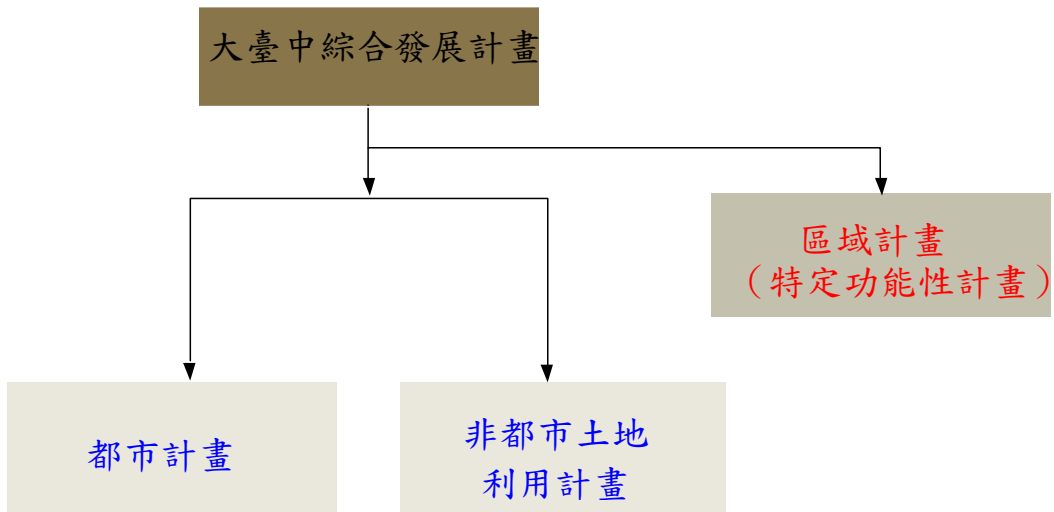 大臺中綜合發展計畫
區域計畫
（特定功能性計畫）
都市計畫
非都市土地
利用計畫